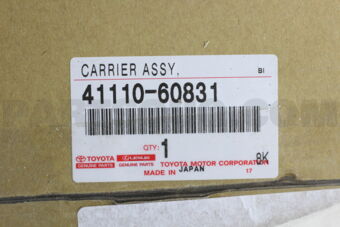 CARRIER ASSY, BI
41110-60831
QTY: 1
TOYOTA LEXUS TOYOTA MOTOR CORPORATION
GENUINE PARTS GENUINE PARTS
MADE IN JAPAN 17 8K